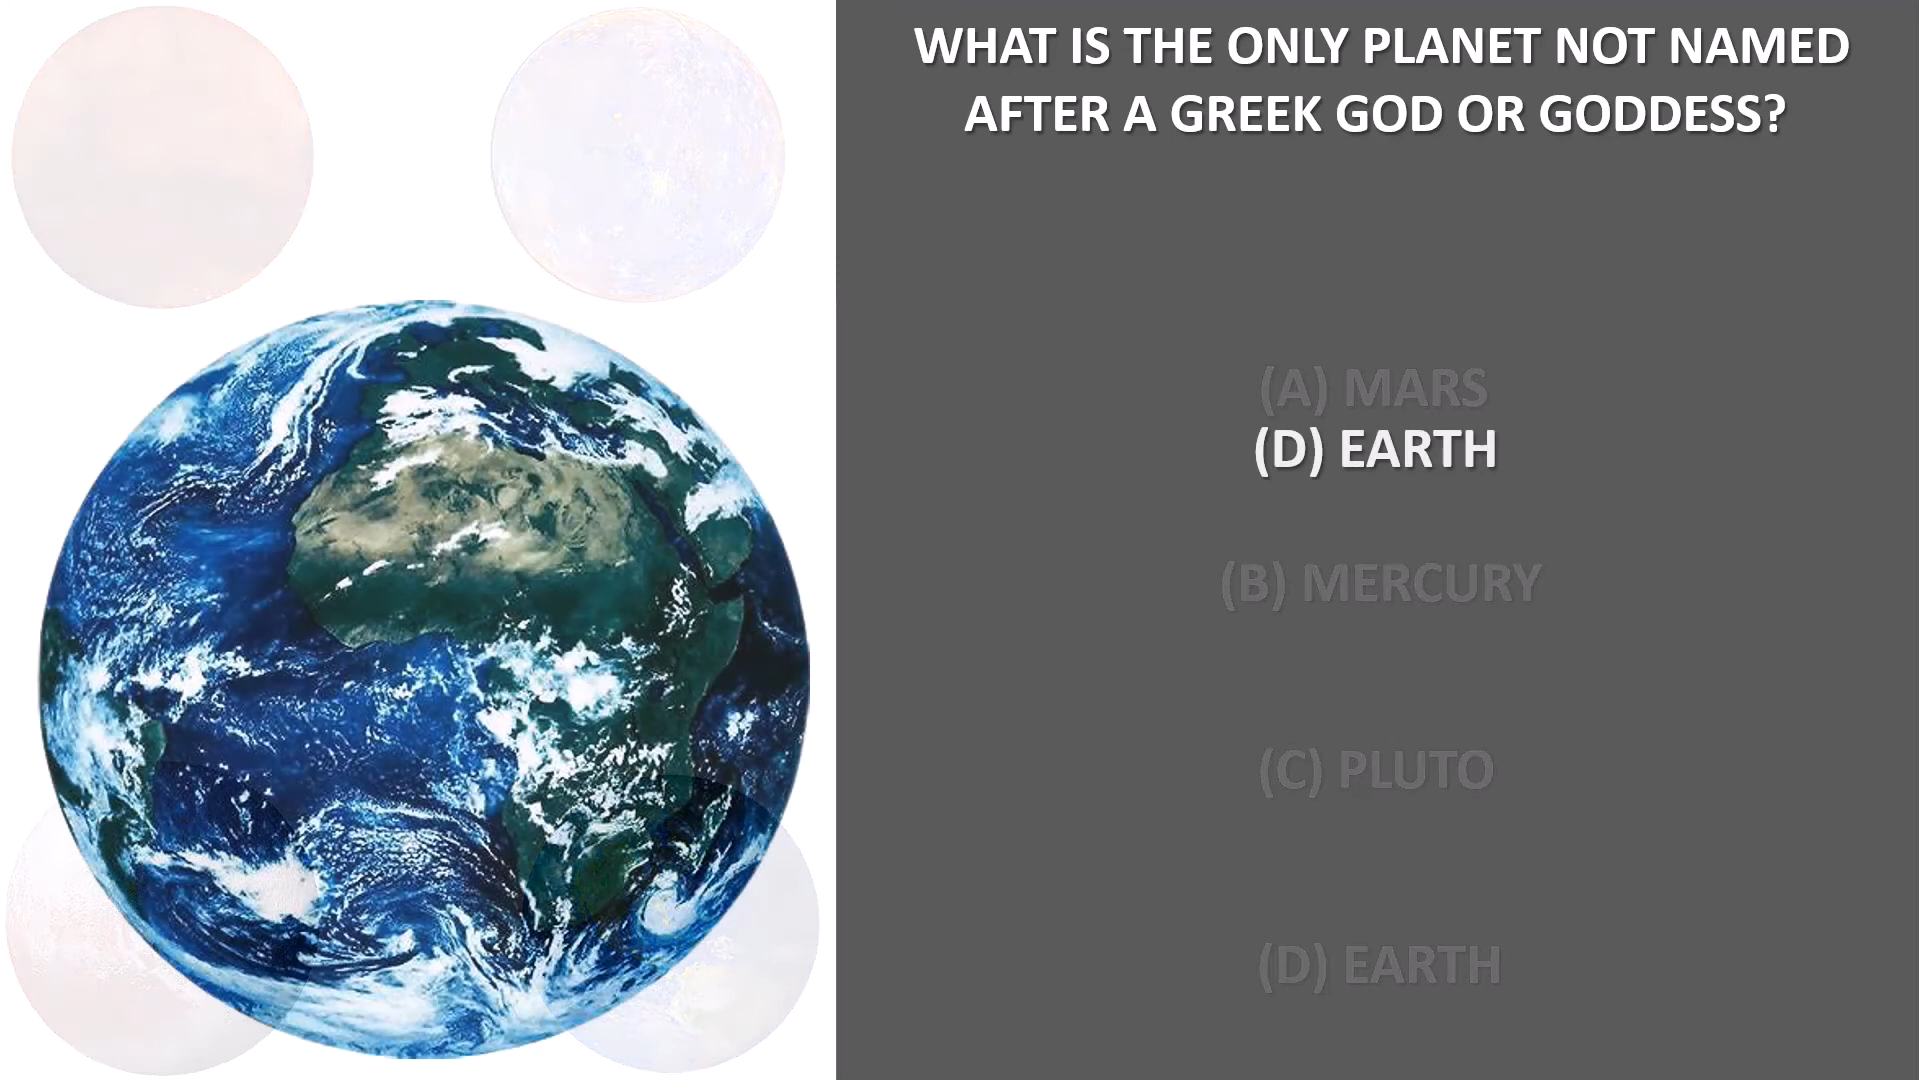 WHAT IS THE ONLY PLANET NOT NAMED
AFTER A GREEK GOD OR GODDESS?
(A) MARS
(D) EARTH
(B) MERCURY
(C) PLUTO
(D) EARTH